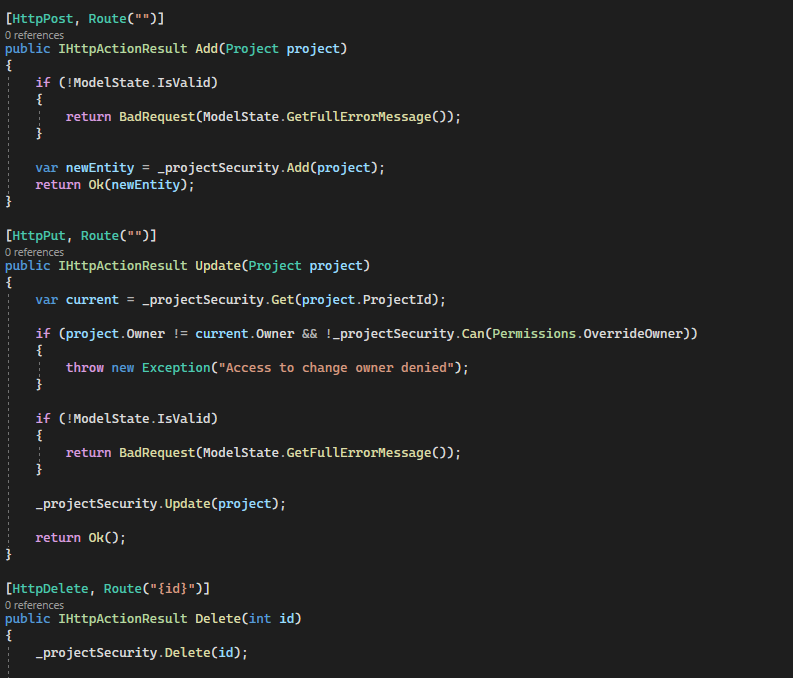 [HttpPost, Route("")]
0 references
public IHttpActionResult Add(Project project)
{
if (!ModelState.IsValid)
{
return BadRequest(ModelState.GetFullErrorMessage());
}
var newEntity = _projectSecurity.Add(project);
return Ok(newEntity);
}
[HttpPut, Route("")]
0 references
public IHttpActionResult Update(Project project)
{
var current = _projectSecurity.Get(project.ProjectId);
if (project.Owner != current.Owner && !_projectSecurity.Can(Permissions.OverrideOwner))
{
throw new Exception("Access to change owner denied");
}
if (!ModelState.IsValid)
{
return BadRequest(ModelState.GetFullErrorMessage());
}
_projectSecurity.Update(project);
return Ok();
}
[HttpDelete, Route("{id}")]
0 references
public IHttpActionResult Delete(int id)
{
_projectSecurity.Delete(id);